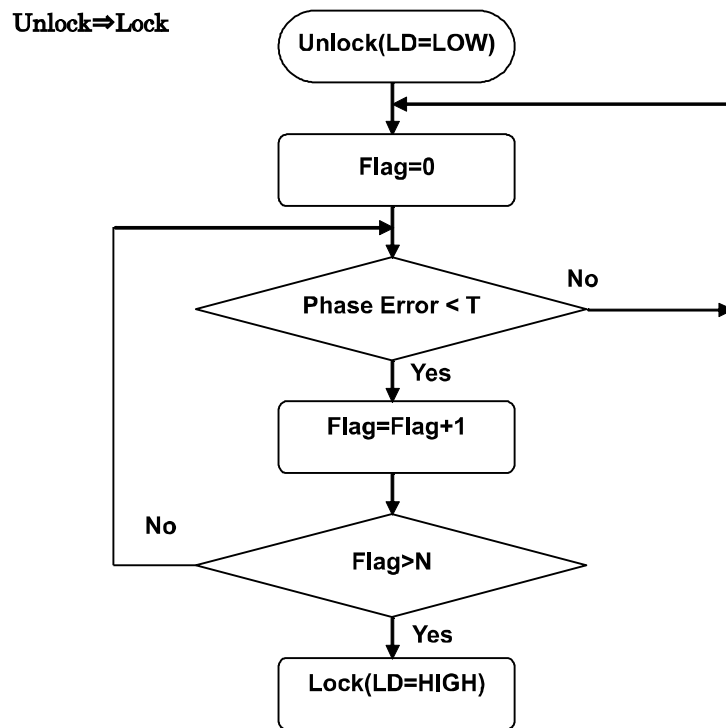 Unlock⇒Lock
Unlock(LD=LOW)
Flag=0
Phase Error < T
No
Yes
Flag=Flag+1
Flag>N
No
Yes
Lock(LD=HIGH)